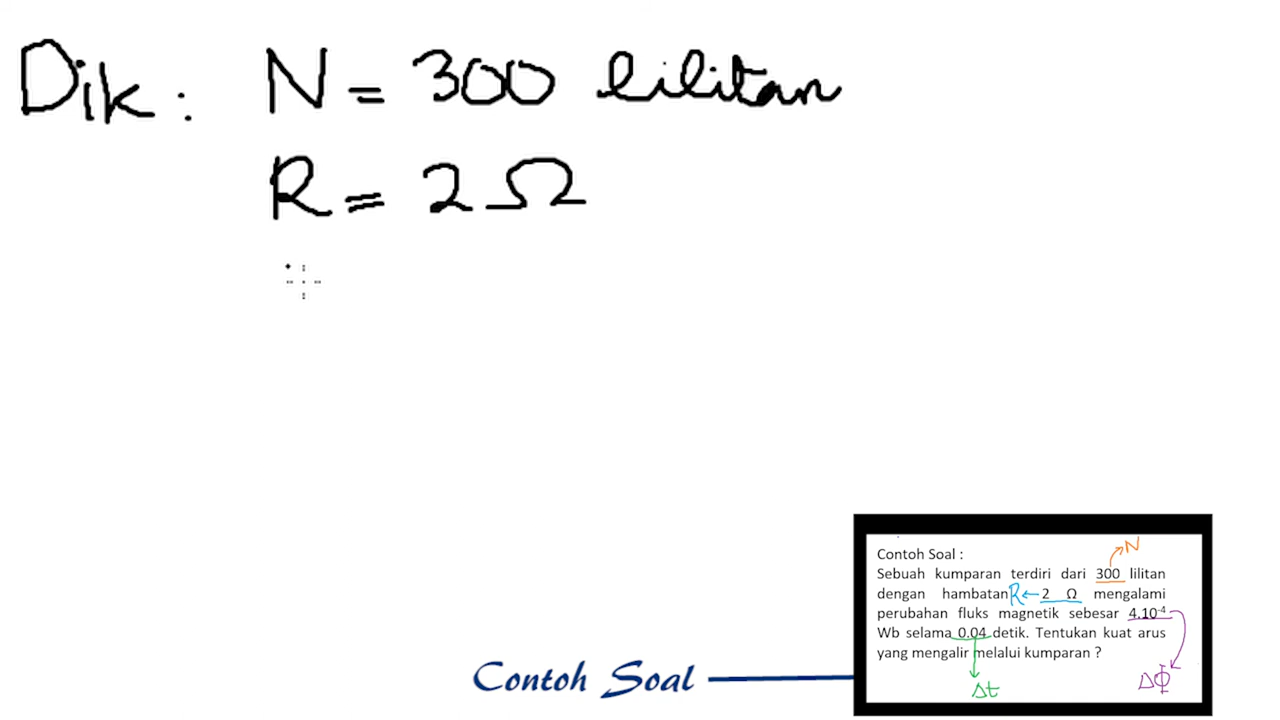 Dik : N = 300 lilitan
R = 2 Ω
Contoh Soal
Contoh Soal :
N
Sebuah kumparan terdiri dari 300 lilitan
dengan hambatan R ← 2 Ω mengalami
perubahan fluks magnetik sebesar 4.10⁻⁴
Wb selama 0.04 detik. Tentukan kuat arus
yang mengalir melalui kumparan ?
Δt
ΔΦ